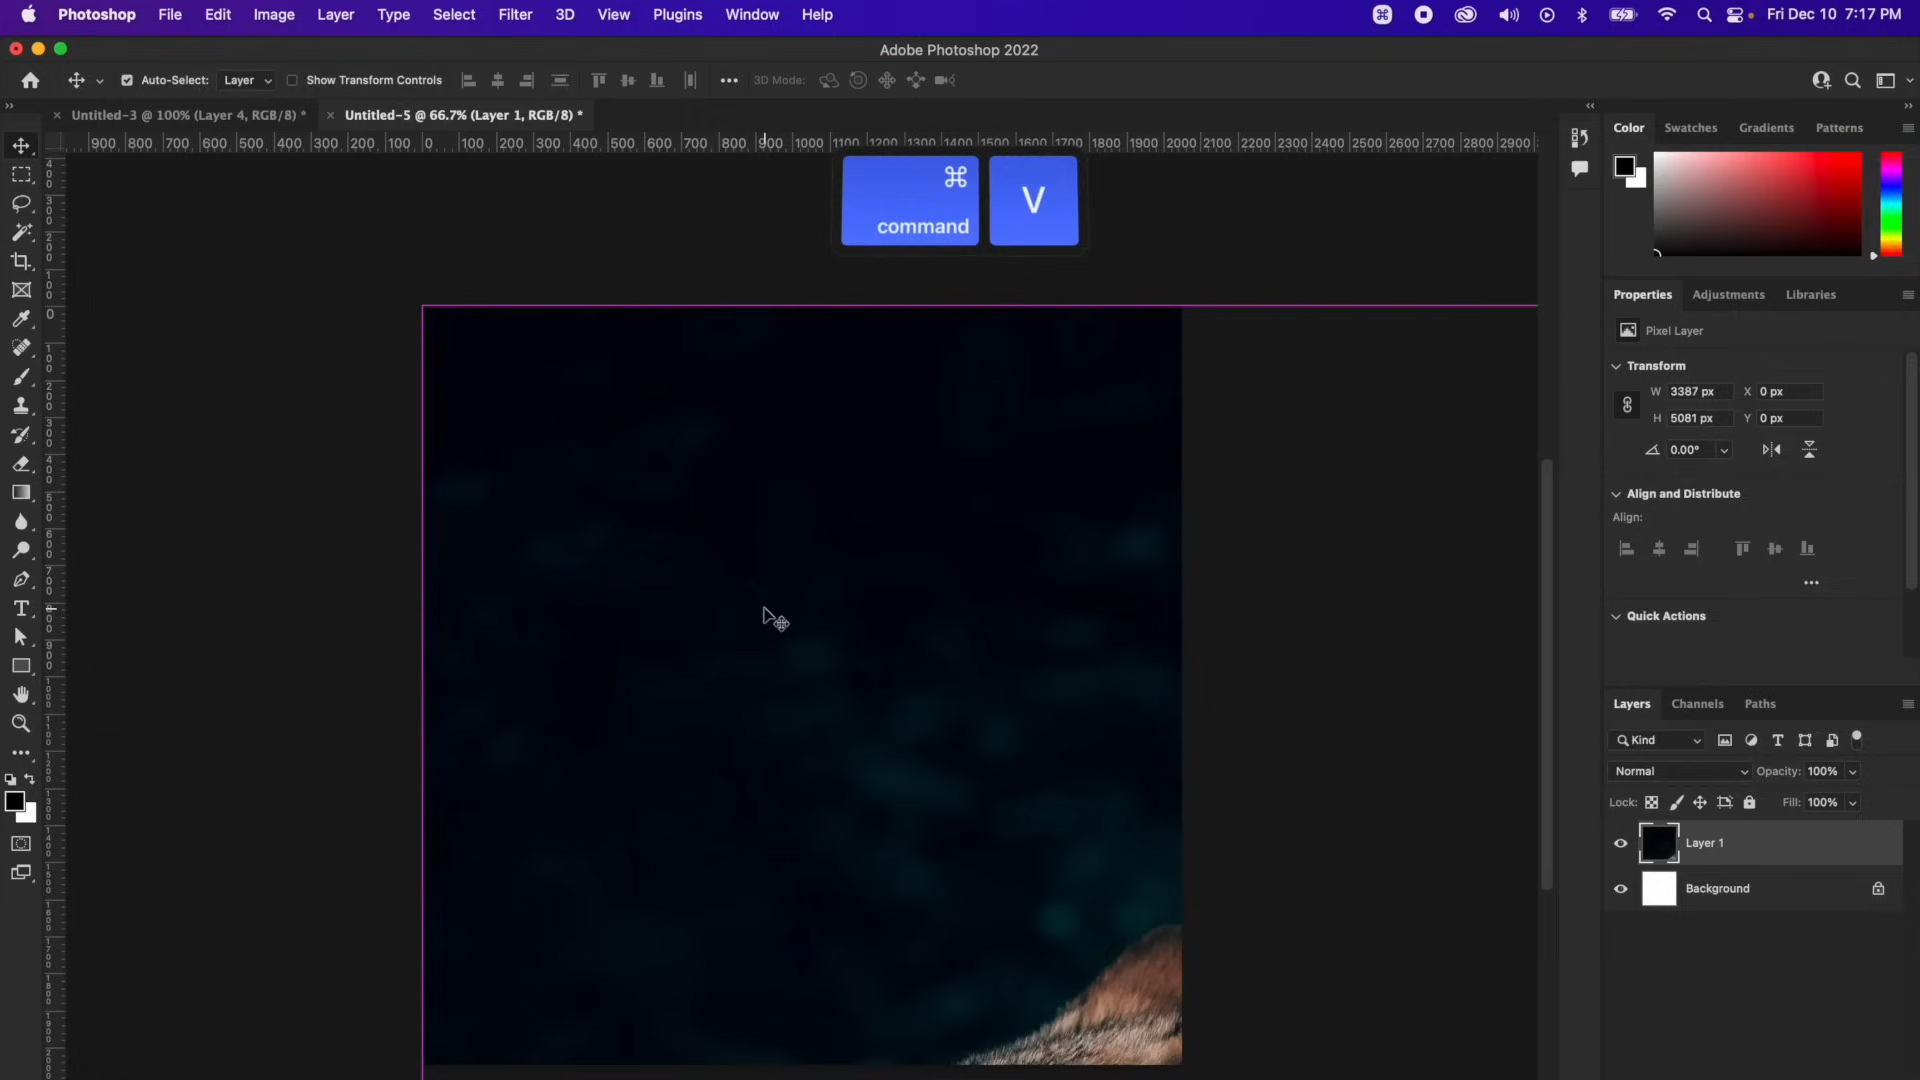 Photoshop File Edit Image Layer Type Select Filter 3D View Plugins Window Help Fri Dec 10 7:17 PM
Adobe Photoshop 2022
Auto-Select: Layer Show Transform Controls 3D Mode:
Untitled-3 @ 100% (Layer 4, RGB/8) * Untitled-5 @ 66.7% (Layer 1, RGB/8) *
900 800 700 600 500 400 300 200 100 0 100 200 300 400 500 600 700 800 900 1000 1100 1200 1300 1400 1500 1600 1700 1800 1900 2000 2100 2200 2300 2400 2500 2600 2700 2800 2900
⌘
command
V
Color Swatches Gradients Patterns
Properties Adjustments Libraries
Pixel Layer
Transform
W 3387 px X 0 px
H 5081 px Y 0 px
0.00°
Align and Distribute
Align:
Quick Actions
Layers Channels Paths
Kind
Normal Opacity: 100%
Lock: Fill: 100%
Layer 1
Background